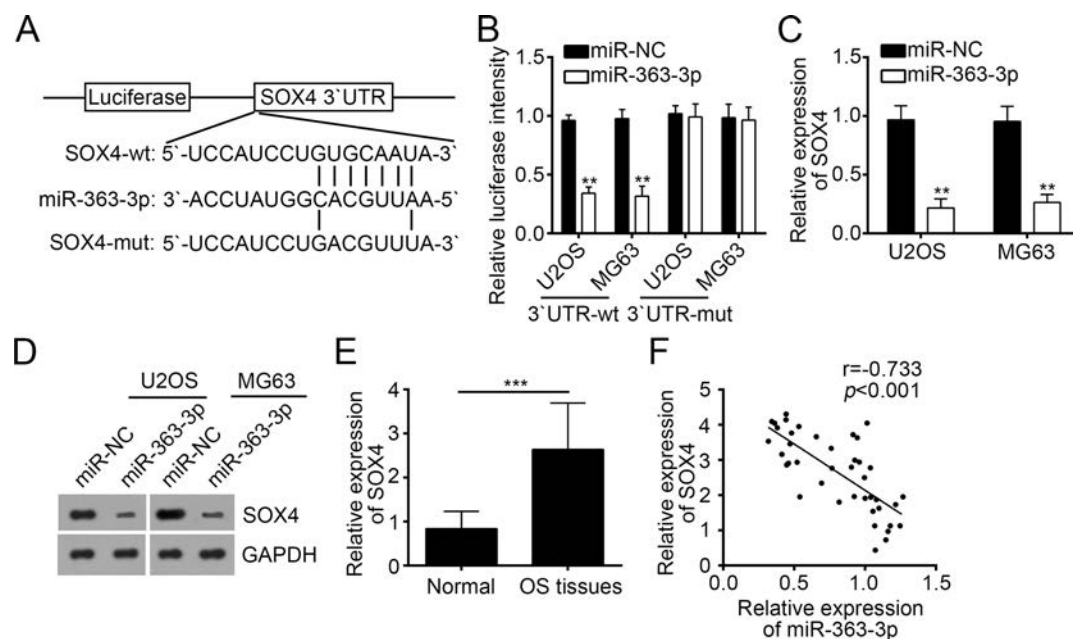 A
Luciferase
SOX4 3`UTR
SOX4-wt: 5`-UCCAUCCUGUGCAAUA-3`
miR-363-3p: 3`-ACCUAUGGCACGUUAA-5`
SOX4-mut: 5`-UCCAUCCUGACGUUUA-3`
B
miR-NC
miR-363-3p
Relative luciferase intensity
1.5
1.0
0.5
0.0
**
**
U2OS
MG63
U2OS
MG63
3`UTR-wt
3`UTR-mut
C
miR-NC
miR-363-3p
Relative expression
of SOX4
1.5
1.0
0.5
0.0
**
**
U2OS
MG63
D
U2OS
MG63
miR-NC
miR-363-3p
miR-NC
miR-363-3p
SOX4
GAPDH
E
Relative expression
of SOX4
4
3
2
1
0
***
Normal
OS tissues
F
r=-0.733
p<0.001
Relative expression
of SOX4
5
4
3
2
1
0
0.0
0.5
1.0
1.5
Relative expression
of miR-363-3p